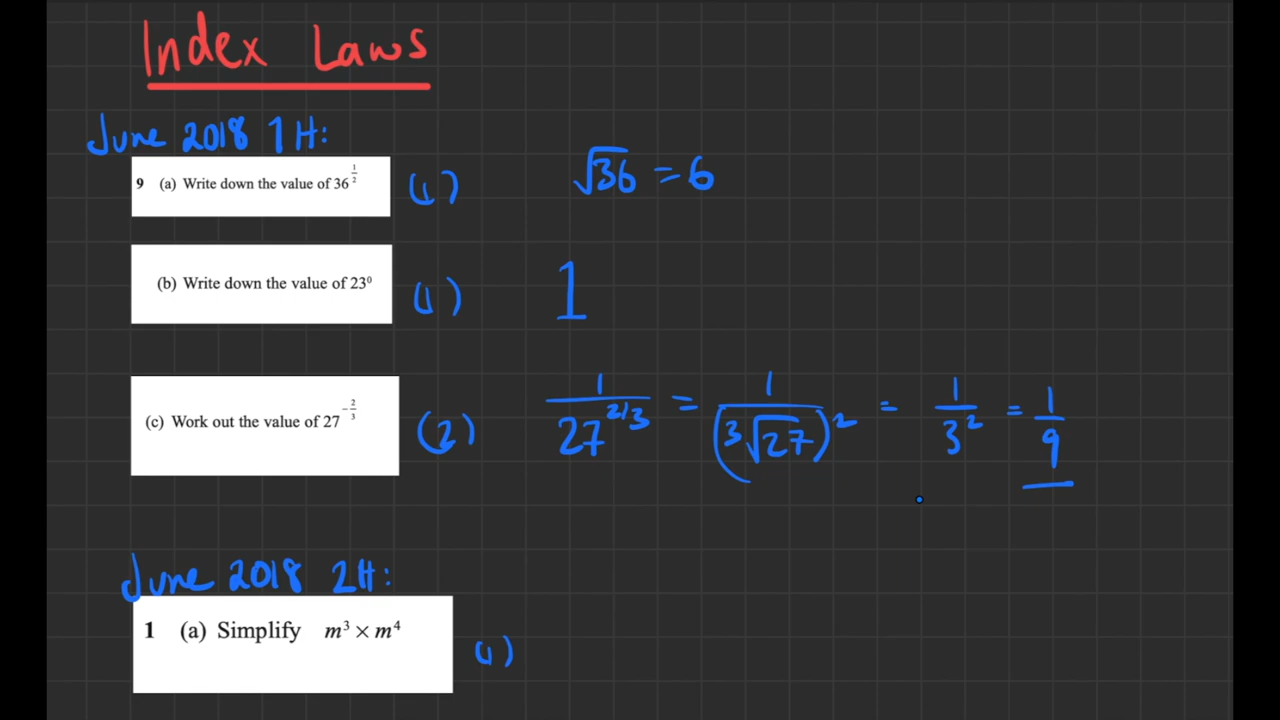 Index Laws
June 2018 1H:
9 (a) Write down the value of 36^{1/2} (1) √36 = 6
(b) Write down the value of 23⁰ (1) 1
(c) Work out the value of 27^{-2/3} (2) 1/27^{2/3} = 1/(³√27)² = 1/3² = 1/9
June 2018 2H:
1 (a) Simplify m³ × m⁴ (1)